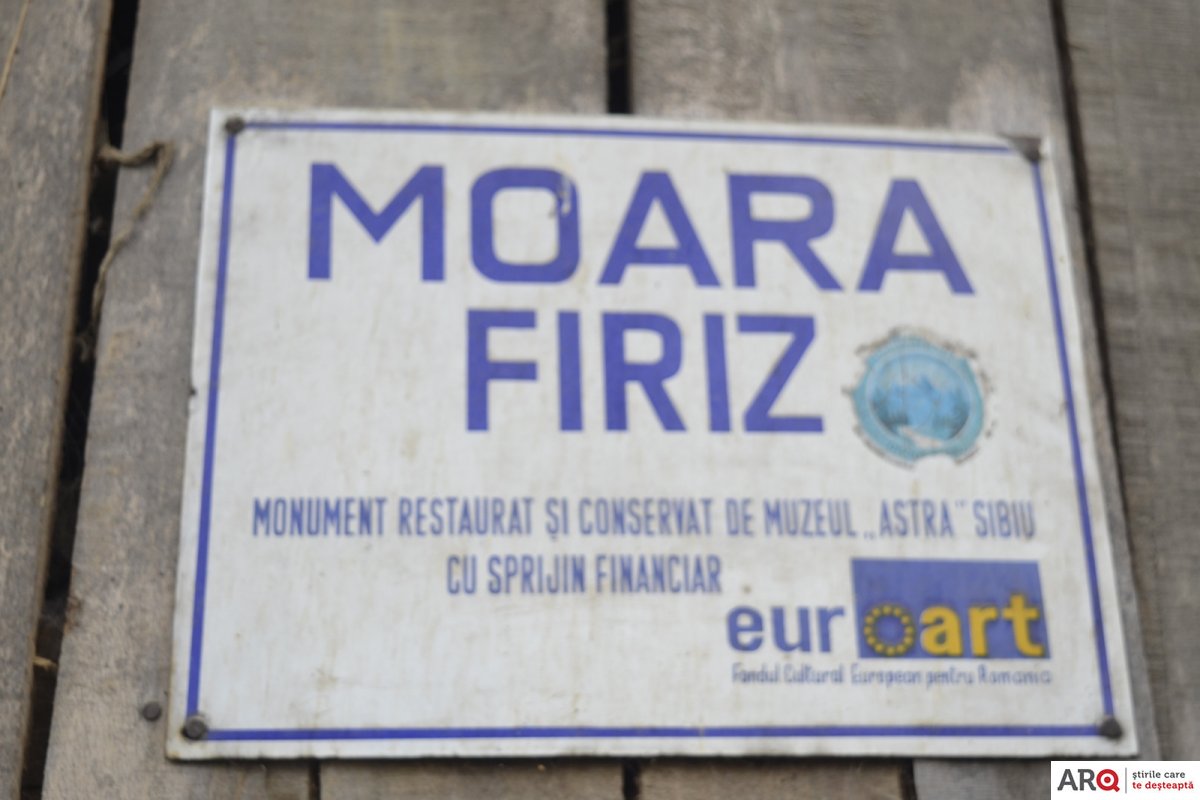 MOARA
FIRIZ
MONUMENT RESTAURAT ȘI CONSERVAT DE MUZEUL „ASTRA” SIBIU
CU SPRIJIN FINANCIAR
euroart
Fondul Cultural European pentru Romania
ARQ știrile care
te deșteaptă